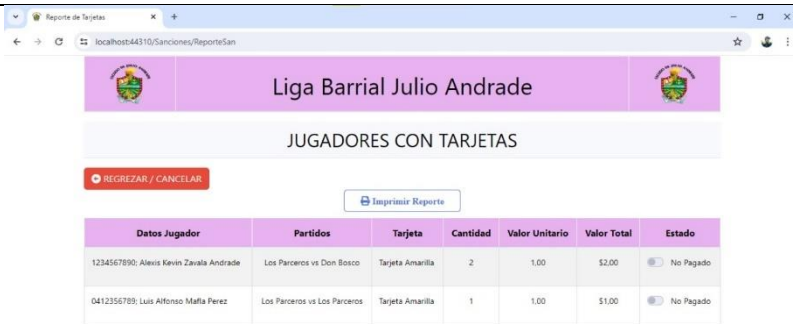 Reporte de Tarjetas
localhost:44310/Sanciones/ReporteSan
Liga Barrial Julio Andrade
JUGADORES CON TARJETAS
REGREZAR / CANCELAR
Imprimir Reporte
Datos Jugador Partidos Tarjeta Cantidad Valor Unitario Valor Total Estado
1234567890; Alexis Kevin Zavala Andrade Los Parceros vs Don Bosco Tarjeta Amarilla 2 1,00 $2,00 No Pagado
0412356789; Luis Alfonso Mafla Perez Los Parceros vs Los Parceros Tarjeta Amarilla 1 1,00 $1,00 No Pagado